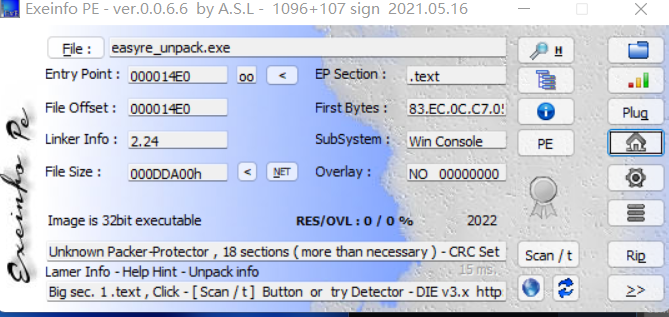 Exeinfo PE - ver.0.0.6.6 by A.S.L - 1096+107 sign 2021.05.16
File : easyre_unpack.exe H
Entry Point : 000014E0 oo < EP Section : .text
File Offset : 000014E0 First Bytes : 83.EC.0C.C7.05 Plug
Linker Info : 2.24 SubSystem : Win Console PE
File Size : 000DDA00h < NET Overlay : NO 00000000
Image is 32bit executable RES/OVL : 0 / 0 % 2022
Exeinfo Pe
Unknown Packer-Protector , 18 sections ( more than necessary ) - CRC Set Scan / t Rip
Lamer Info - Help Hint - Unpack info 15 ms.
Big sec. 1 .text , Click - [ Scan / t ] Button or try Detector - DIE v3.x http >>